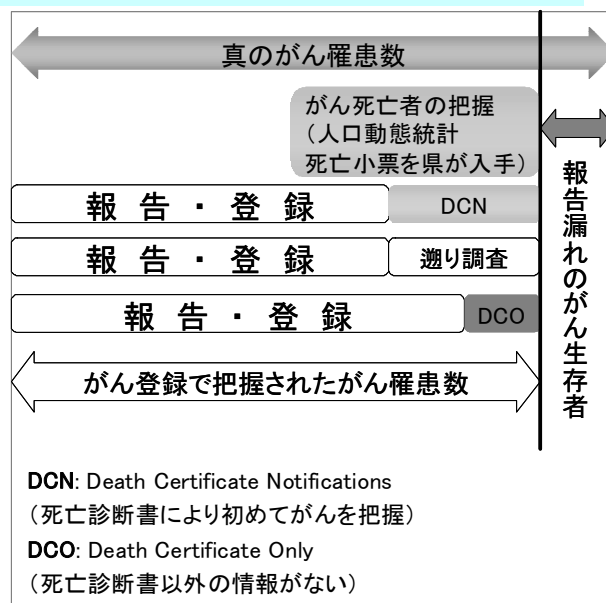 真のがん罹患数
がん死亡者の把握
（人口動態統計
死亡小票を県が入手）
報告・登録
DCN
報告・登録
遡り調査
報告・登録
DCO
がん登録で把握されたがん罹患数
報告漏れのがん生存者
DCN: Death Certificate Notifications
（死亡診断書により初めてがんを把握）
DCO: Death Certificate Only
（死亡診断書以外の情報がない）